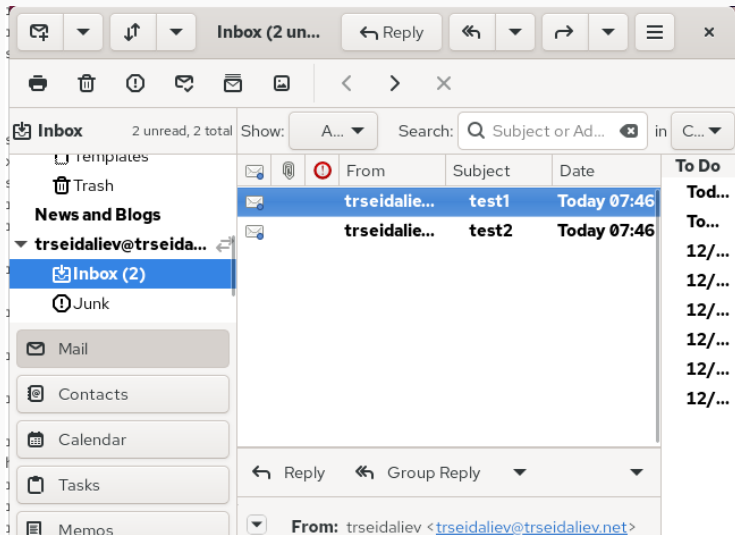 Inbox (2 un...
Reply
Inbox 2 unread, 2 total
Show: A...
Search: Subject or Ad... in C...
Templates
Trash
News and Blogs
trseidaliev@trseida...
Inbox (2)
Junk
Mail
Contacts
Calendar
Tasks
Memos
From Subject Date
trseidalie... test1 Today 07:46
trseidalie... test2 Today 07:46
Reply Group Reply
From: trseidaliev <trseidaliev@trseidaliev.net>
To Do
Tod...
To...
12/...
12/...
12/...
12/...
12/...
12/...